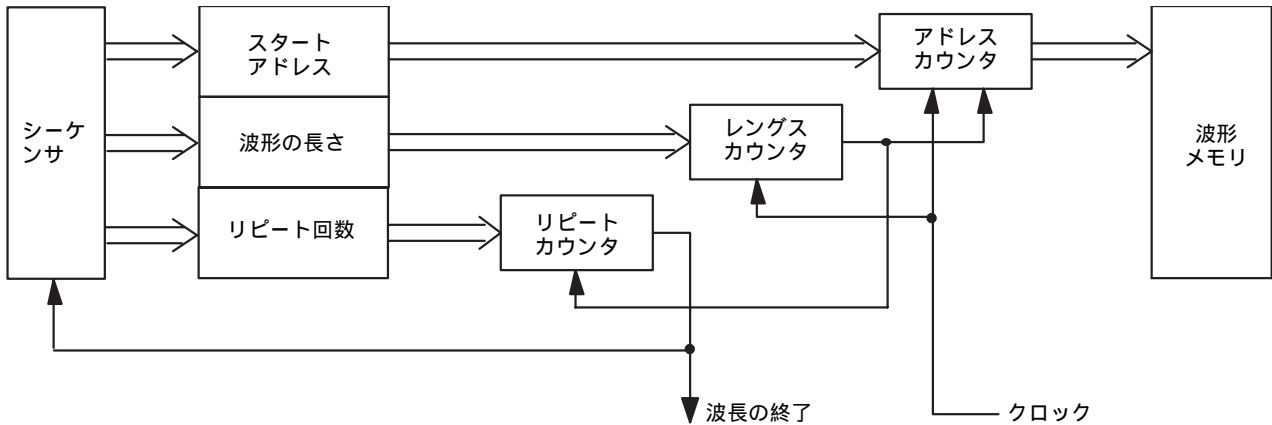 シーケ
ンサ
スタート
アドレス
波形の長さ
リピート回数
リピート
カウンタ
レングス
カウンタ
アドレス
カウンタ
波形
メモリ
波長の終了
クロック